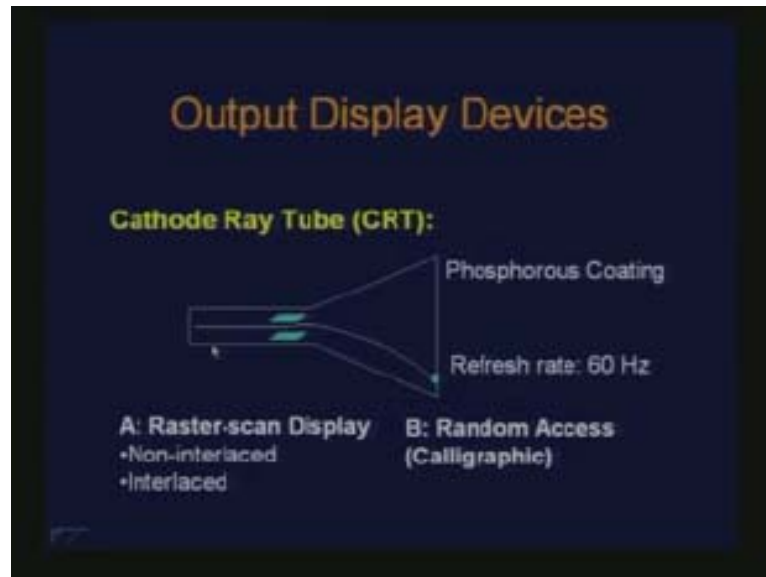 Output Display Devices
Cathode Ray Tube (CRT):
Phosphorous Coating
Refresh rate: 60 Hz
A: Raster-scan Display
•Non-interlaced
•Interlaced
B: Random Access
(Calligraphic)